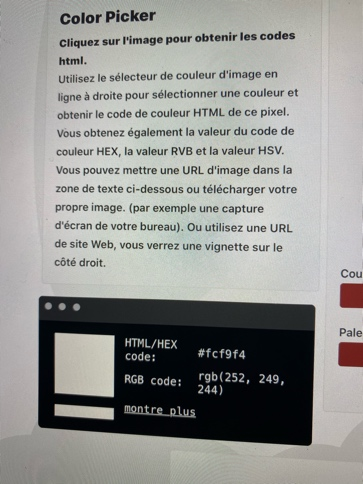 Color Picker
Cliquez sur l'image pour obtenir les codes
html.
Utilisez le sélecteur de couleur d'image en
ligne à droite pour sélectionner une couleur et
obtenir le code de couleur HTML de ce pixel.
Vous obtenez également la valeur du code de
couleur HEX, la valeur RVB et la valeur HSV.
Vous pouvez mettre une URL d'image dans la
zone de texte ci-dessous ou télécharger votre
propre image. (par exemple une capture
d'écran de votre bureau). Ou utilisez une URL
de site Web, vous verrez une vignette sur le
côté droit.
Cou
Pale
HTML/HEX
code: #fcf9f4
RGB code: rgb(252, 249,
244)
montre plus